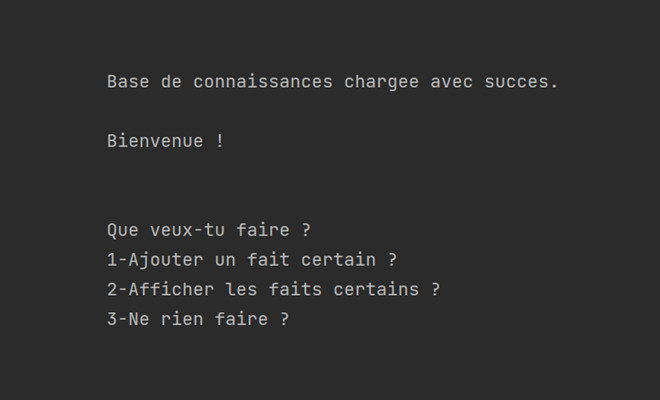 Base de connaissances chargee avec succes.
Bienvenue !
Que veux-tu faire ?
1-Ajouter un fait certain ?
2-Afficher les faits certains ?
3-Ne rien faire ?